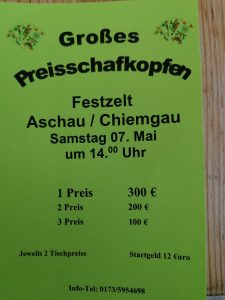 Großes
Preisschafkopfen
Festzelt
Aschau / Chiemgau
Samstag 07. Mai
um 14.00 Uhr
1 Preis 300 €
2 Preis 200 €
3 Preis 100 €
Jeweils 2 Tischpreise Startgeld 12 €uro
Info-Tel: 0173/5954698